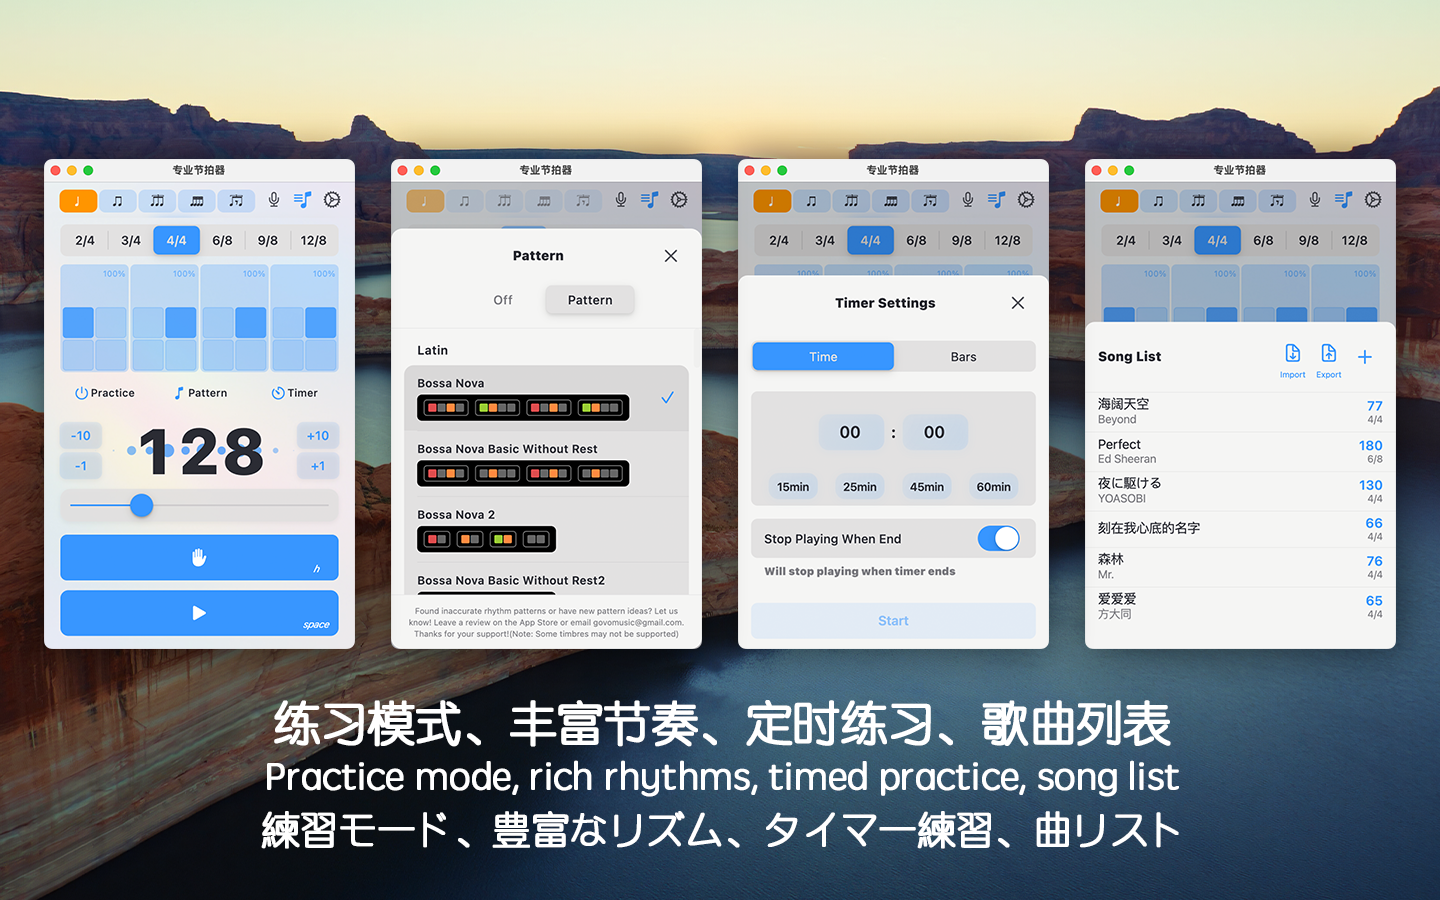 专业节拍器
2/4
3/4
4/4
6/8
9/8
12/8
100%
100%
100%
100%
Practice
Pattern
Timer
-10
128
+10
-1
+1
h
space
专业节拍器
Pattern
Off
Pattern
Latin
Bossa Nova
Bossa Nova Basic Without Rest
Bossa Nova 2
Bossa Nova Basic Without Rest2
Found inaccurate rhythm patterns or have new pattern ideas? Let us
know! Leave a review on the App Store or email govomusic@gmail.com.
Thanks for your support!(Note: Some timbres may not be supported)
专业节拍器
2/4
3/4
4/4
6/8
9/8
12/8
100%
100%
100%
100%
Timer Settings
Time
Bars
00 : 00
15min
25min
45min
60min
Stop Playing When End
Will stop playing when timer ends
Start
专业节拍器
2/4
3/4
4/4
6/8
9/8
12/8
100%
100%
100%
100%
Song List
Import
Export
海阔天空
77
Beyond
4/4
Perfect
180
Ed Sheeran
6/8
夜に駆ける
130
YOASOBI
4/4
刻在我心底的名字
66
4/4
森林
76
Mr.
4/4
爱爱爱
65
方大同
4/4
练习模式、丰富节奏、定时练习、歌曲列表
Practice mode, rich rhythms, timed practice, song list
練習モード、豊富なリズム、タイマー練習、曲リスト